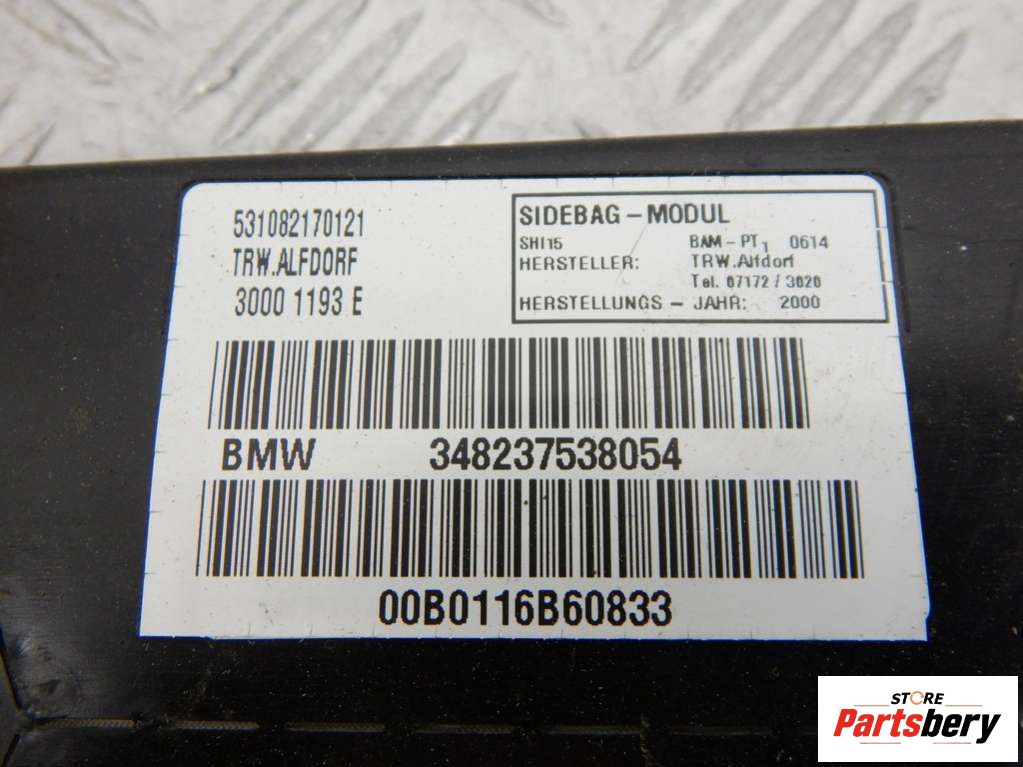 531082170121
TRW.ALFDORF
3000 1193 E
SIDEBAG - MODUL
SHI15 BAM - PT1 0614
HERSTELLER: TRW.Alfdorf
Tel. 07172 / 3020
HERSTELLUNGS - JAHR: 2000
BMW 348237538054
00B0116B60833
STORE
Partsbery